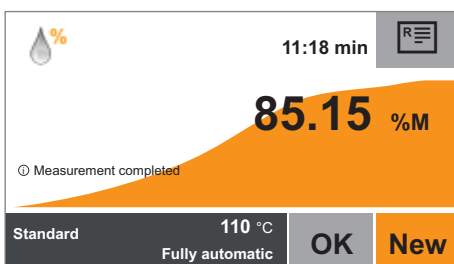 %
11:18 min
R
85.15 %M
ⓘ Measurement completed
Standard
110 °C
Fully automatic
OK
New